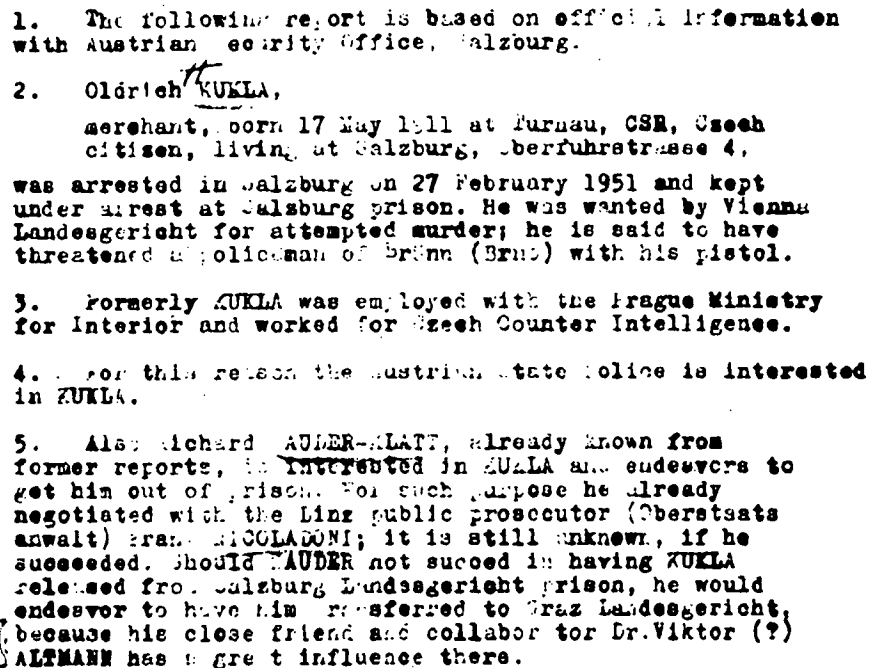 1. The following report is based on official information
with Austrian Security Office, Salzburg.
2. Oldrich KUKLA,
merchant, born 17 May 1911 at Turnau, CSR, Czech
citizen, living at Salzburg, 4,
was arrested in Salzburg on 27 February 1951 and kept
under arrest at Salzburg prison. He was wanted by Vienna
Landesgericht for attempted murder; he is said to have
threatened a policeman of Brünn (Brno) with his pistol.
3. Formerly KUKLA was employed with the Prague Ministry
for Interior and worked for Czech Counter Intelligence.
4. For this reason the Austrian State Police is interested
in KUKLA.
5. Also Richard already known from
former reports, is interested in KUKLA and endeavors to
get him out of prison. For such purpose he already
negotiated with the Linz public prosecutor (Oberstaats
anwalt) Franz NICOLADONI; it is still unknown, if he
succeeded. Should not succed in having KUKLA
released from Salzburg Landesgericht prison, he would
endeavor to have him transferred to Graz Landesgericht,
because his close friend and collaborator Dr.Viktor (?)
ALTMANN has a great influence there.